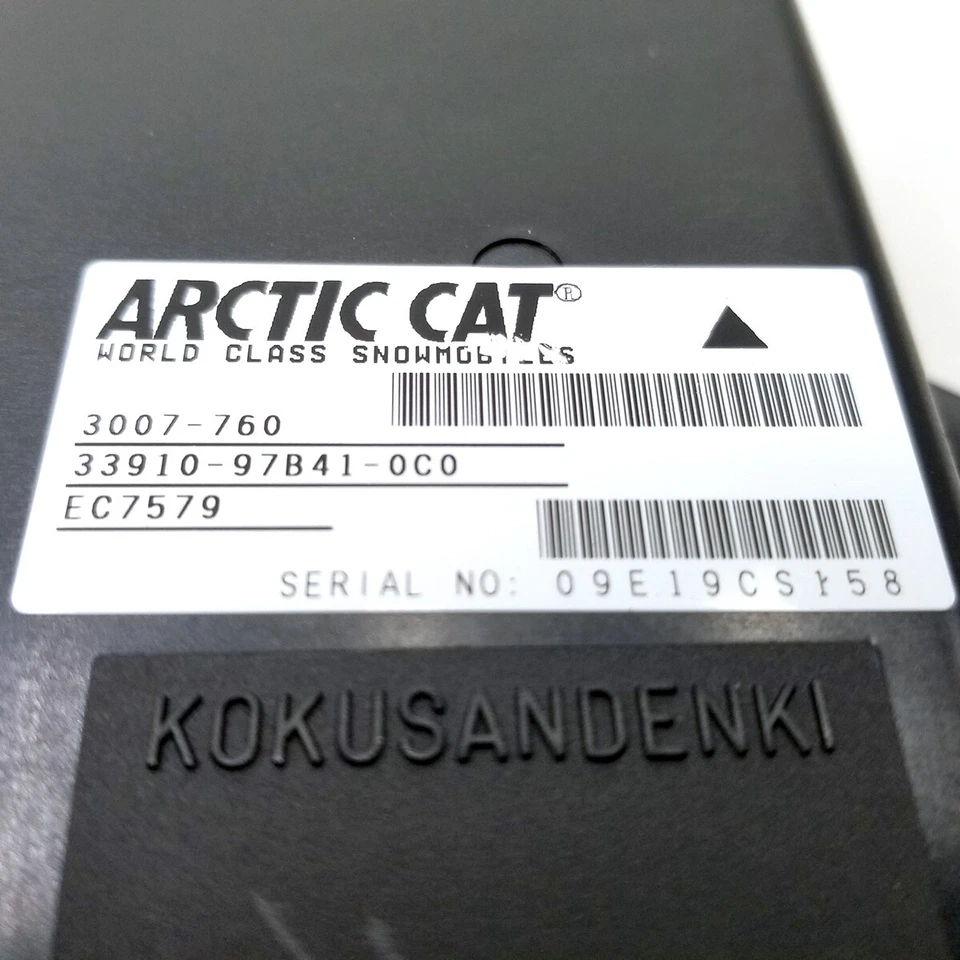 ARCTIC CAT®
WORLD CLASS SNOWMOBILES
3007-760
33910-97B41-0C0
EC7579
SERIAL NO: 09E19CS158
KOKUSANDENKI